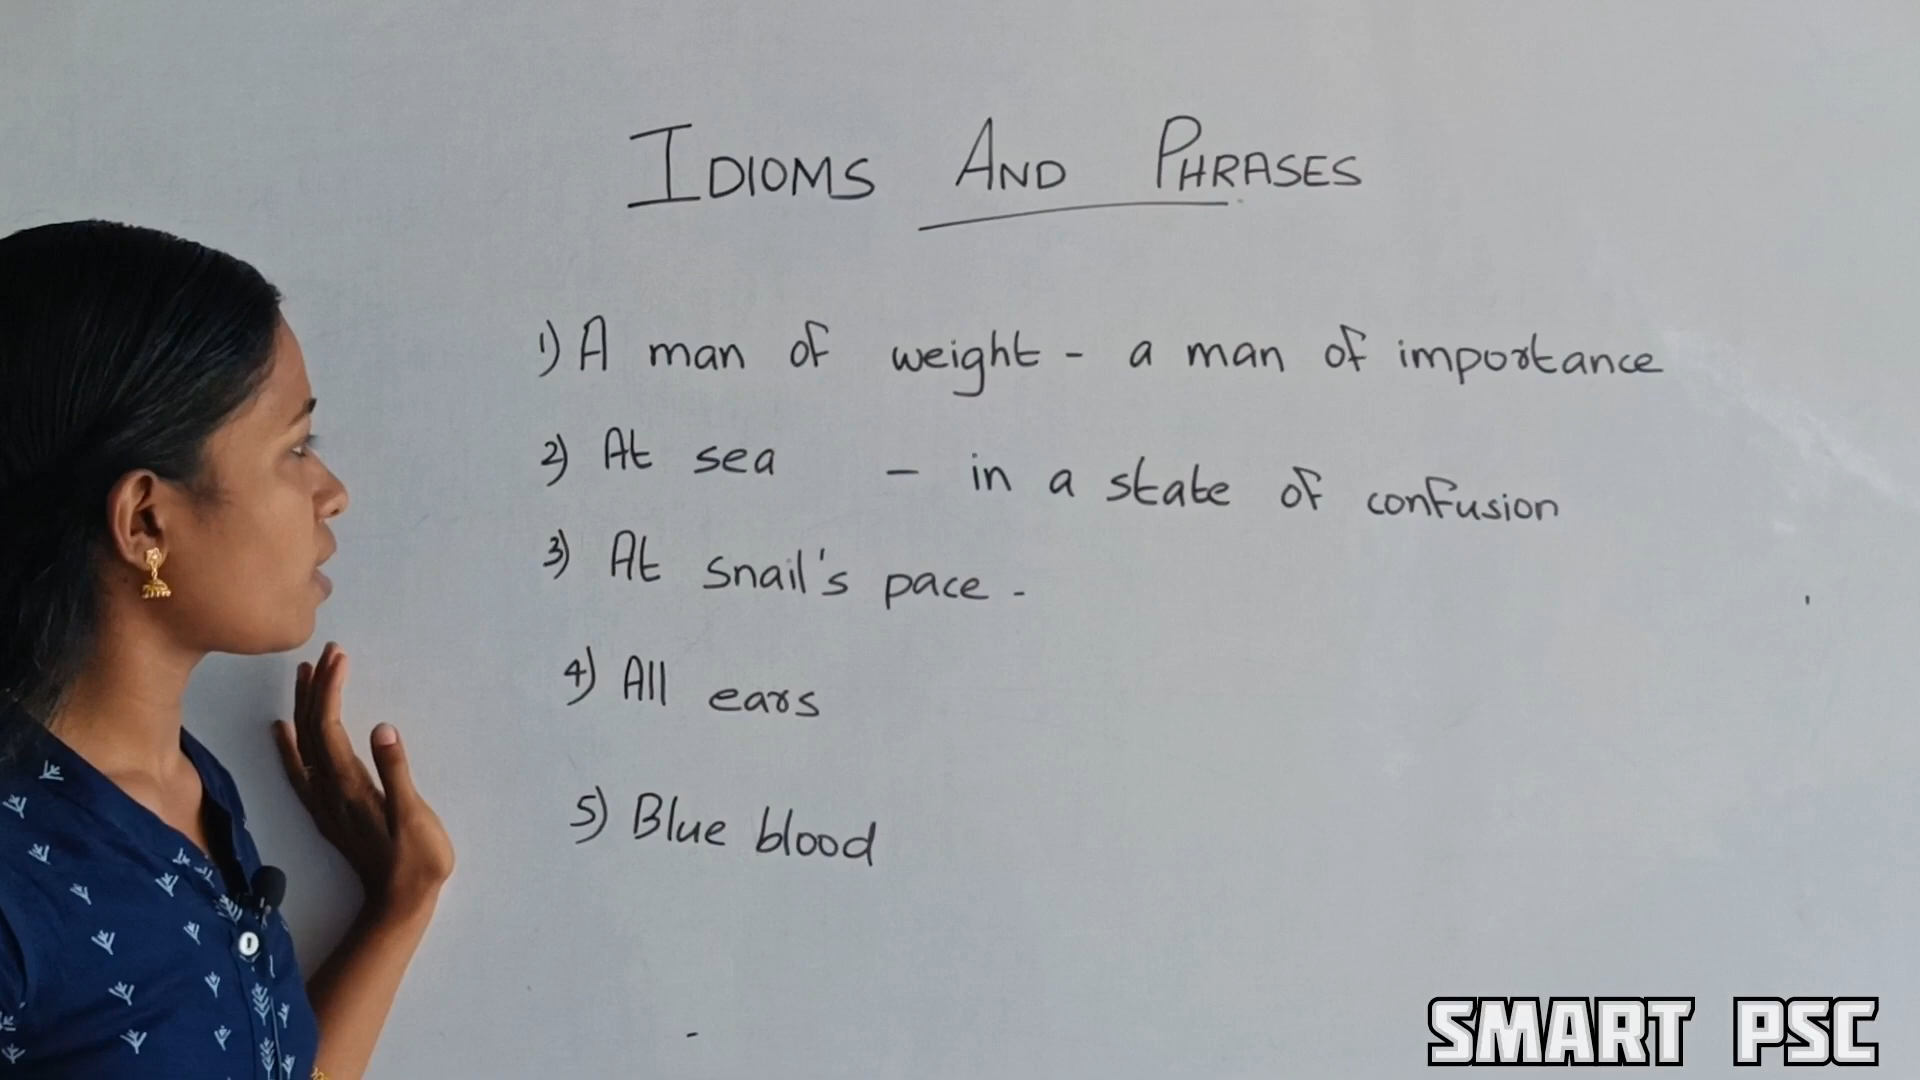 IDIOMS AND PHRASES
1) A man of weight - a man of importance
2) At sea - in a state of confusion
3) At snail's pace -
4) All ears
5) Blue blood
SMART PSC